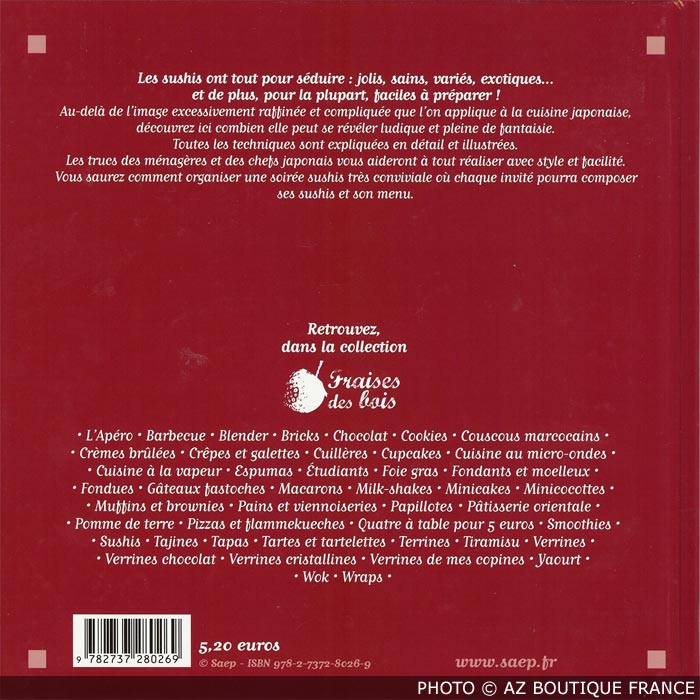 Les sushis ont tout pour séduire : jolis, sains, variés, exotiques...
et de plus, pour la plupart, faciles à préparer !
Au-delà de l'image excessivement raffinée et compliquée que l'on applique à la cuisine japonaise,
découvrez ici combien elle peut se révéler ludique et pleine de fantaisie.
Toutes les techniques sont expliquées en détail et illustrées.
Les trucs des ménagères et des chefs japonais vous aideront à tout réaliser avec style et facilité.
Vous saurez comment organiser une soirée sushis très conviviale où chaque invité pourra composer
ses sushis et son menu.
Retrouvez,
dans la collection
Fraises
des bois
· L'Apéro · Barbecue · Blender · Bricks · Chocolat · Cookies · Couscous marcocains ·
· Crèmes brûlées · Crêpes et galettes · Cuillères · Cupcakes · Cuisine au micro-ondes ·
· Cuisine à la vapeur · Espumas · Étudiants · Foie gras · Fondants et moelleux ·
· Fondues · Gâteaux fastoches · Macarons · Milk-shakes · Minicakes · Minicocottes ·
· Muffins et brownies · Pains et viennoiseries · Papillotes · Pâtisserie orientale ·
· Pomme de terre · Pizzas et flammekueches · Quatre à table pour 5 euros · Smoothies ·
· Sushis · Tajines · Tapas · Tartes et tartelettes · Terrines · Tiramisu · Verrines ·
· Verrines chocolat · Verrines cristallines · Verrines de mes copines · Yaourt ·
· Wok · Wraps ·
9 782737 280269
5,20 euros
© Saep - ISBN 978-2-7372-8026-9
www.saep.fr
PHOTO © AZ BOUTIQUE FRANCE